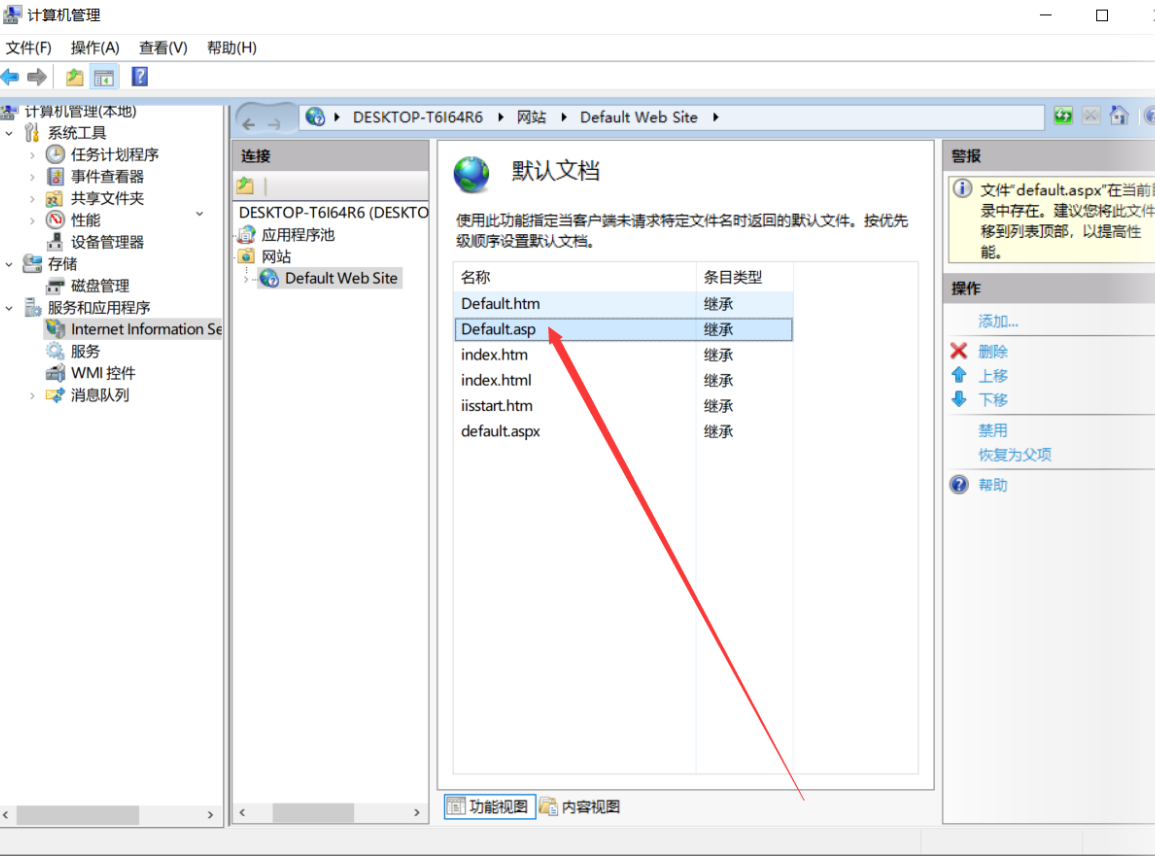 计算机管理
文件(F) 操作(A) 查看(V) 帮助(H)
计算机管理(本地)
系统工具
任务计划程序
事件查看器
共享文件夹
性能
设备管理器
存储
磁盘管理
服务和应用程序
Internet Information Se
服务
WMI 控件
消息队列
DESKTOP-T6I64R6 网站 Default Web Site
连接
DESKTOP-T6I64R6 (DESKTO
应用程序池
网站
Default Web Site
默认文档
使用此功能指定当客户端未请求特定文件名时返回的默认文件。按优先
级顺序设置默认文档。
名称 条目类型
Default.htm 继承
Default.asp 继承
index.htm 继承
index.html 继承
iisstart.htm 继承
default.aspx 继承
功能视图 内容视图
警报
文件“default.aspx”在当前目
录中存在。建议您将此文件
移到列表顶部，以提高性
能。
操作
添加...
删除
上移
下移
禁用
恢复为父项
帮助